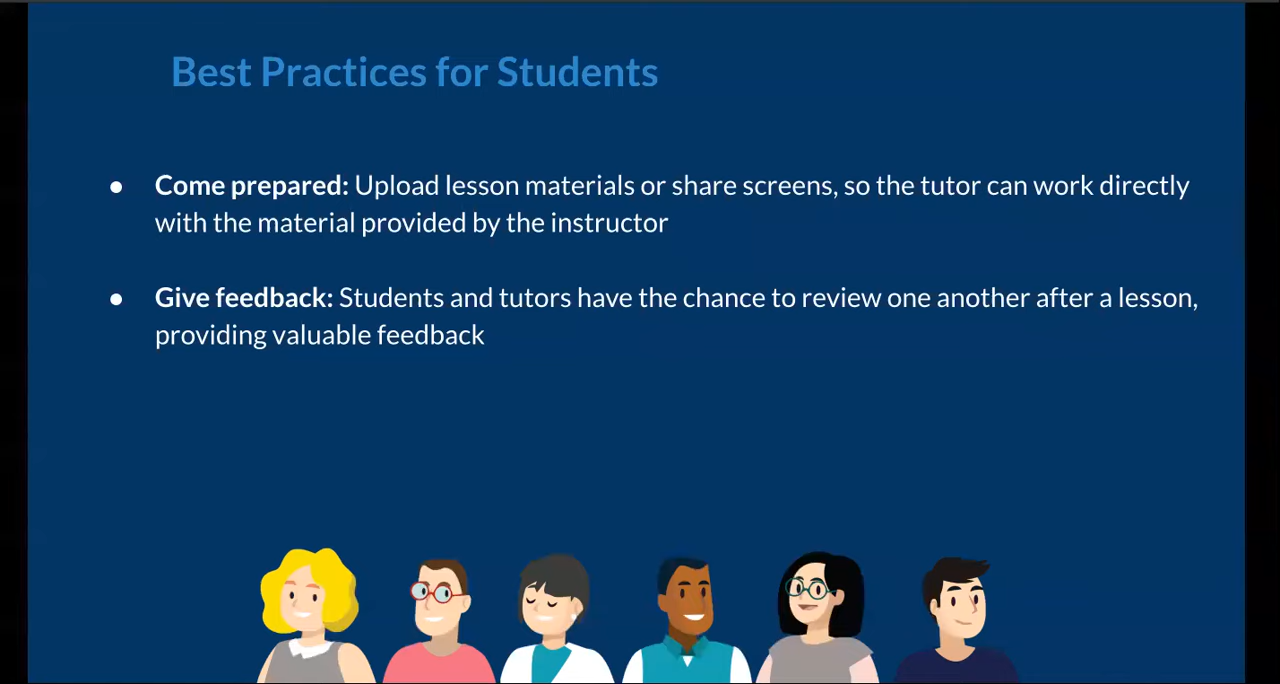 Best Practices for Students
● Come prepared: Upload lesson materials or share screens, so the tutor can work directly
with the material provided by the instructor
● Give feedback: Students and tutors have the chance to review one another after a lesson,
providing valuable feedback